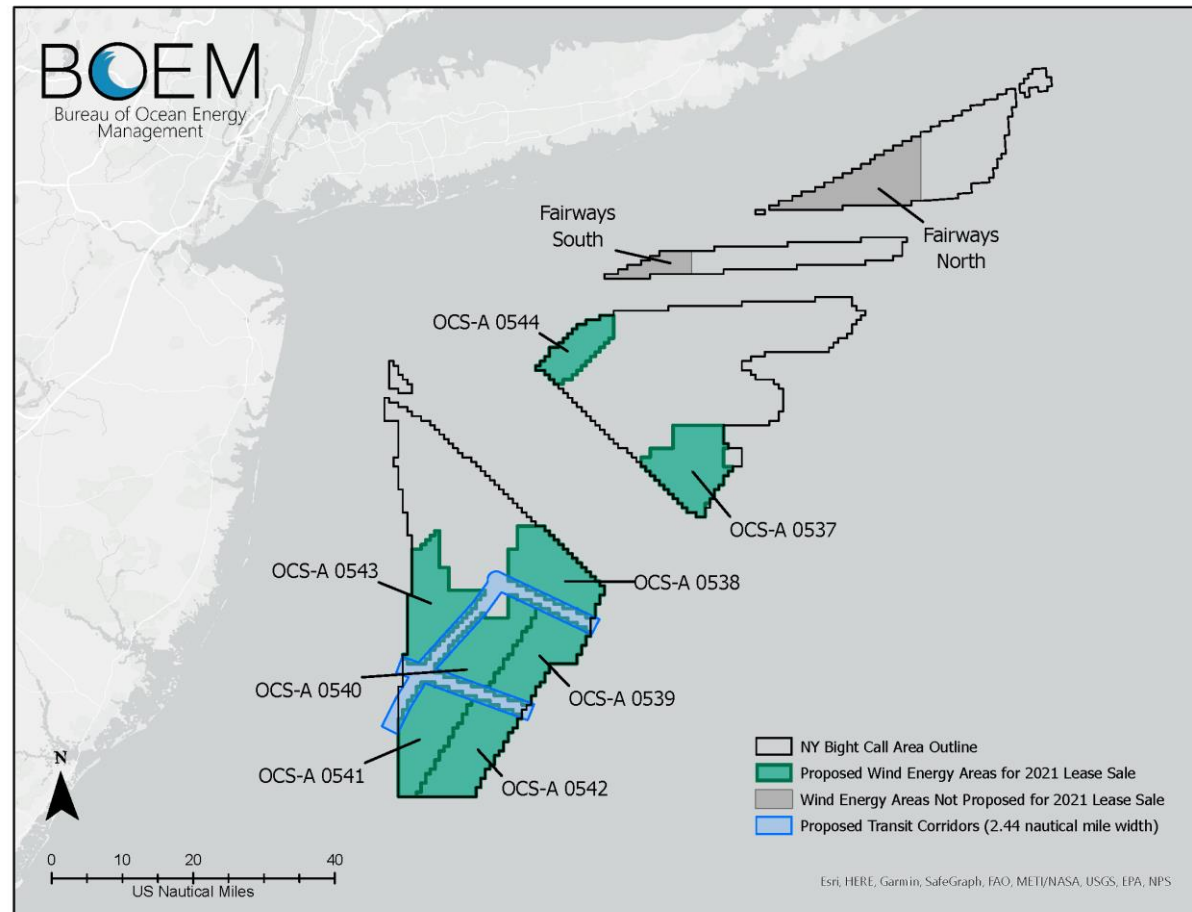 BOEM
Bureau of Ocean Energy
Management
Fairways
South
Fairways
North
OCS-A 0544
OCS-A 0537
OCS-A 0543
OCS-A 0538
OCS-A 0540
OCS-A 0539
OCS-A 0541
OCS-A 0542
N
NY Bight Call Area Outline
Proposed Wind Energy Areas for 2021 Lease Sale
Wind Energy Areas Not Proposed for 2021 Lease Sale
Proposed Transit Corridors (2.44 nautical mile width)
0 10 20 40
US Nautical Miles
Esri, HERE, Garmin, SafeGraph, FAO, METI/NASA, USGS, EPA, NPS